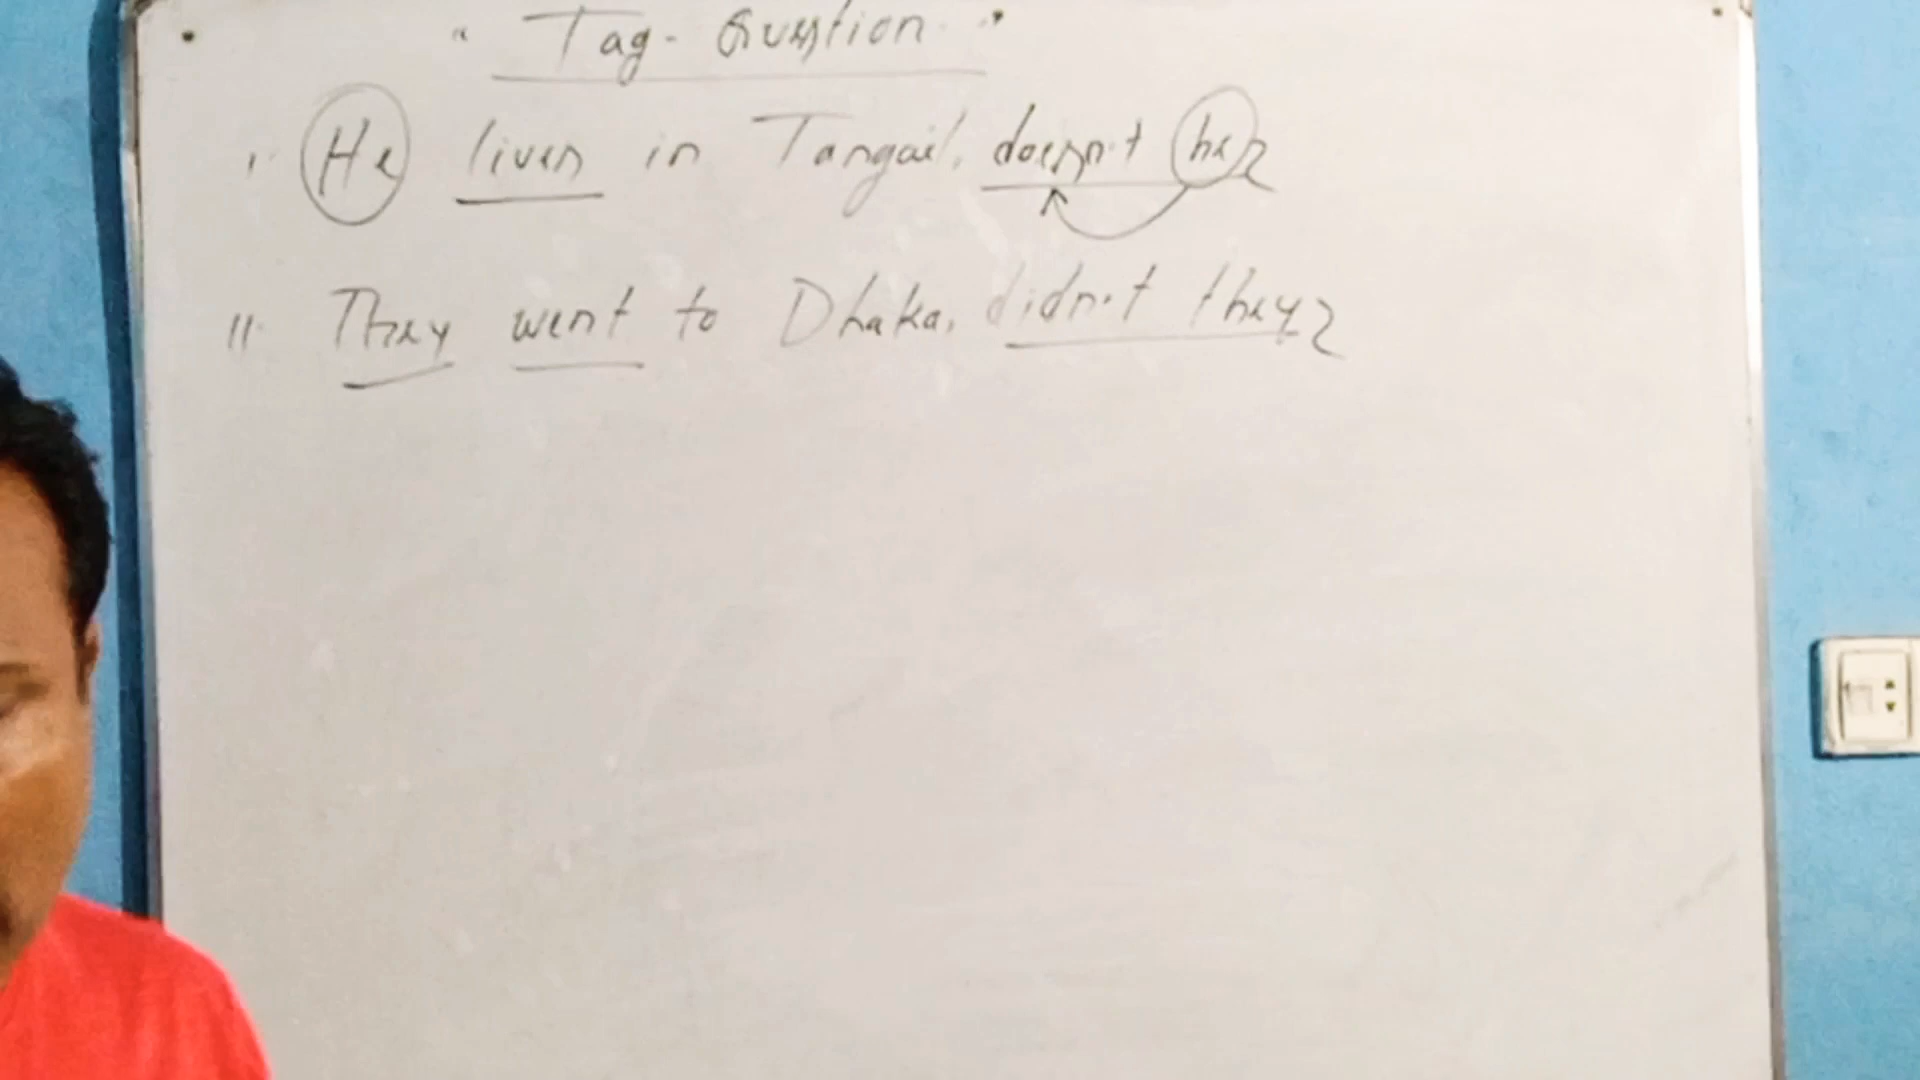 " Tag- Question "
i. He lives in Tangail, doesn't he?
ii. They went to Dhaka, didn't they?